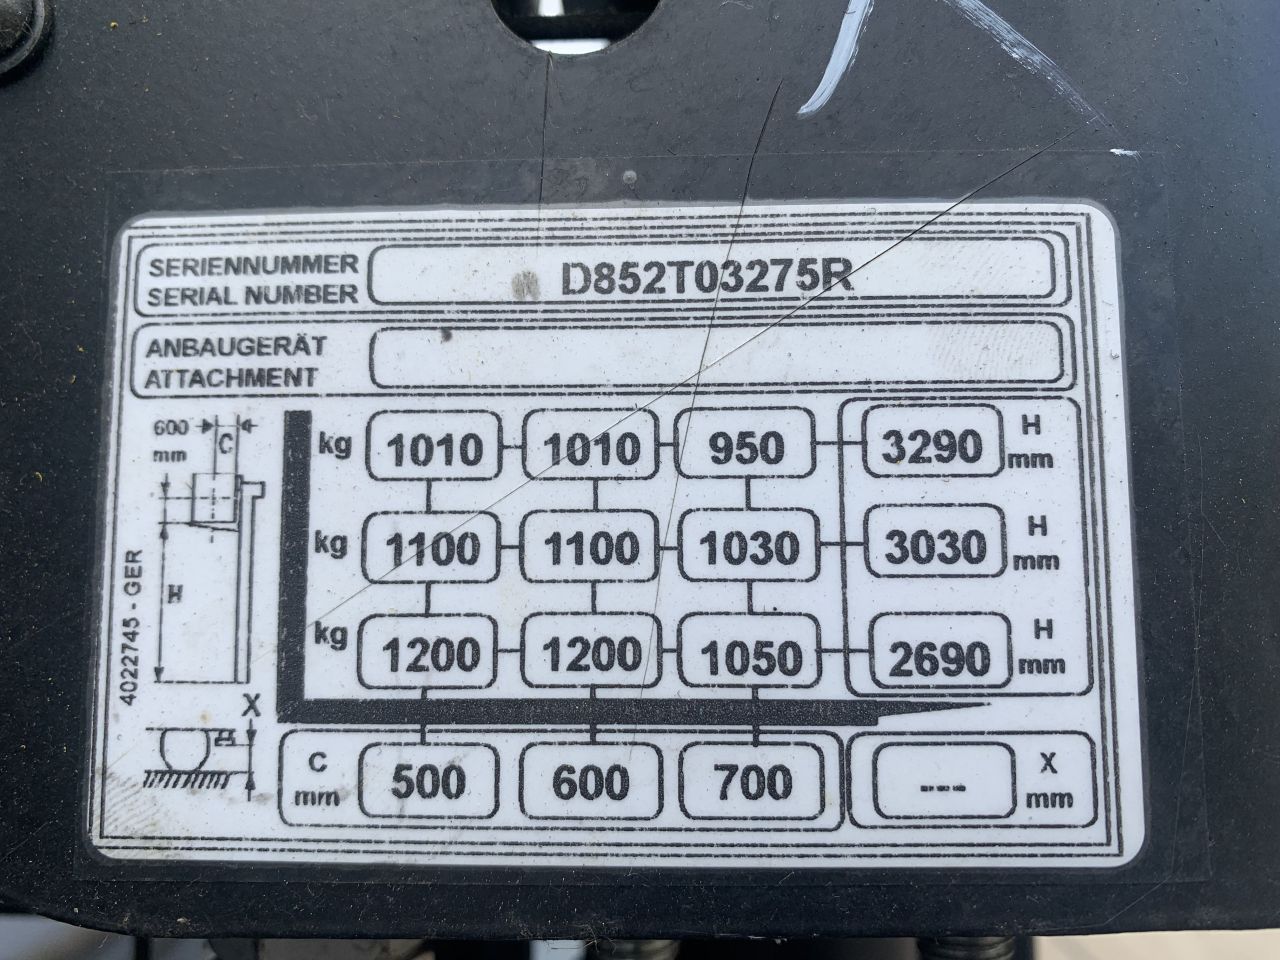 SERIENNUMMER
SERIAL NUMBER
D852T03275R
ANBAUGERÄT
ATTACHMENT
600 mm
C
H
X
4022745 - GER
kg 1010 1010 950 3290 H mm
kg 1100 1100 1030 3030 H mm
kg 1200 1200 1050 2690 H mm
C mm 500 600 700 --- X mm